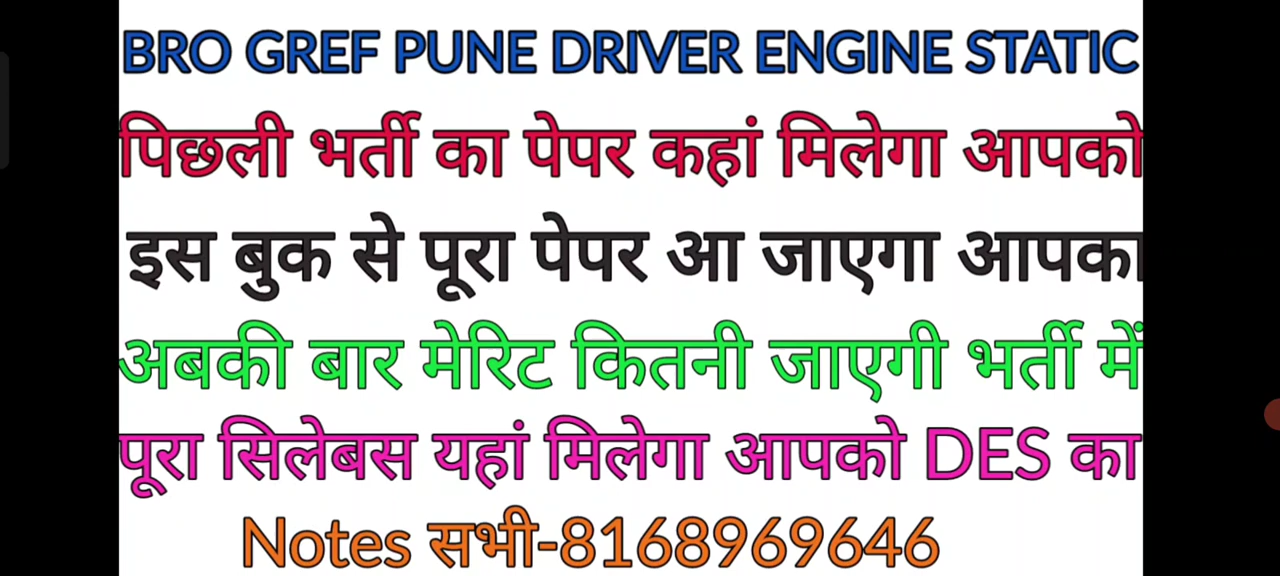 BRO GREF PUNE DRIVER ENGINE STATIC
पिछली भर्ती का पेपर कहां मिलेगा आपको
इस बुक से पूरा पेपर आ जाएगा आपका
अबकी बार मेरिट कितनी जाएगी भर्ती में
पूरा सिलेबस यहां मिलेगा आपको DES का
Notes सभी-8168969646